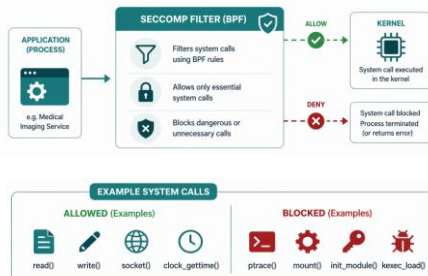 SECCOMP FILTER (BPF)
APPLICATION
(PROCESS)
e.g. Medical
Imaging Service
Filters system calls
using BPF rules
Allows only essential
system calls
Blocks dangerous or
unnecessary calls
ALLOW
DENY
KERNEL
System call executed
in the kernel
System call blocked
Process terminated
(or returns error)
EXAMPLE SYSTEM CALLS
ALLOWED (Examples)
read() write() socket() clock_gettime()
BLOCKED (Examples)
ptrace() mount() init_module() kexec_load()